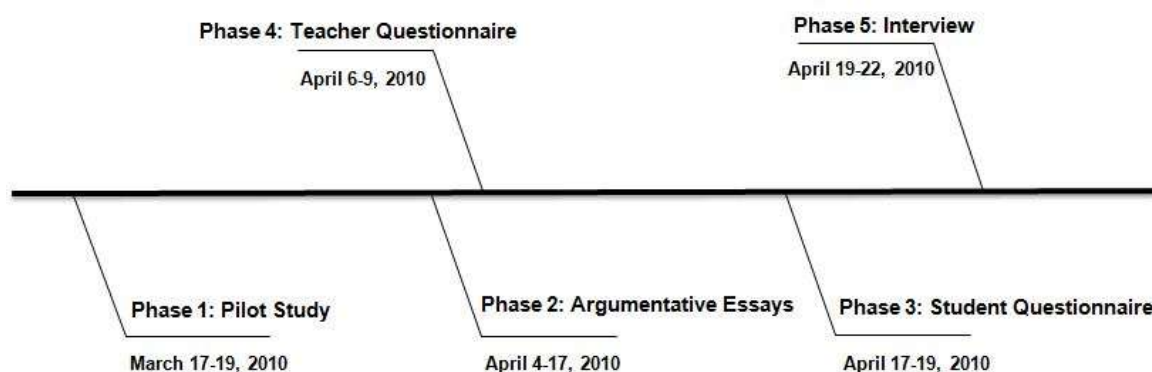 Phase 4: Teacher Questionnaire
April 6-9, 2010
Phase 5: Interview
April 19-22, 2010
Phase 1: Pilot Study
March 17-19, 2010
Phase 2: Argumentative Essays
April 4-17, 2010
Phase 3: Student Questionnaire
April 17-19, 2010